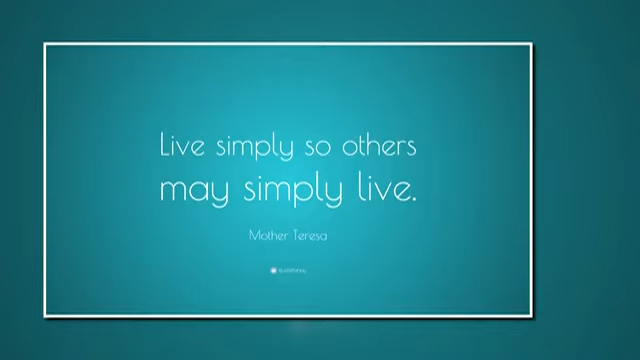 Live simply so others
may simply live.
Mother Teresa